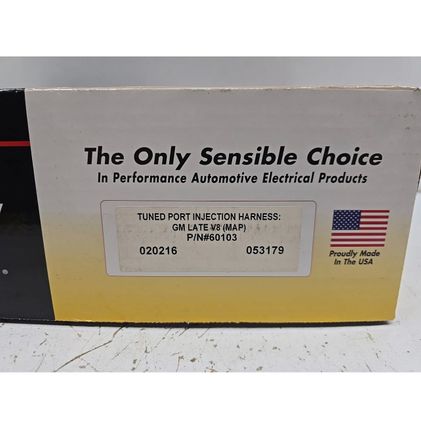 The Only Sensible Choice
In Performance Automotive Electrical Products
TUNED PORT INJECTION HARNESS:
GM LATE V8 (MAP)
P/N#60103
020216 053179
Proudly Made
In The USA
®